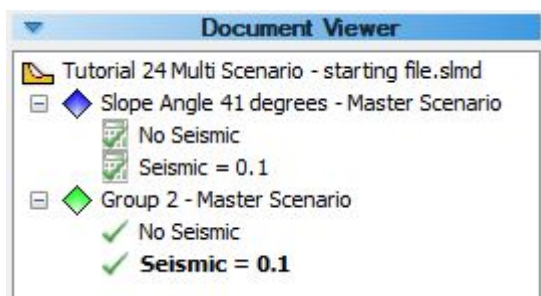 Document Viewer
Tutorial 24 Multi Scenario - starting file.slmd
Slope Angle 41 degrees - Master Scenario
No Seismic
Seismic = 0.1
Group 2 - Master Scenario
No Seismic
Seismic = 0.1